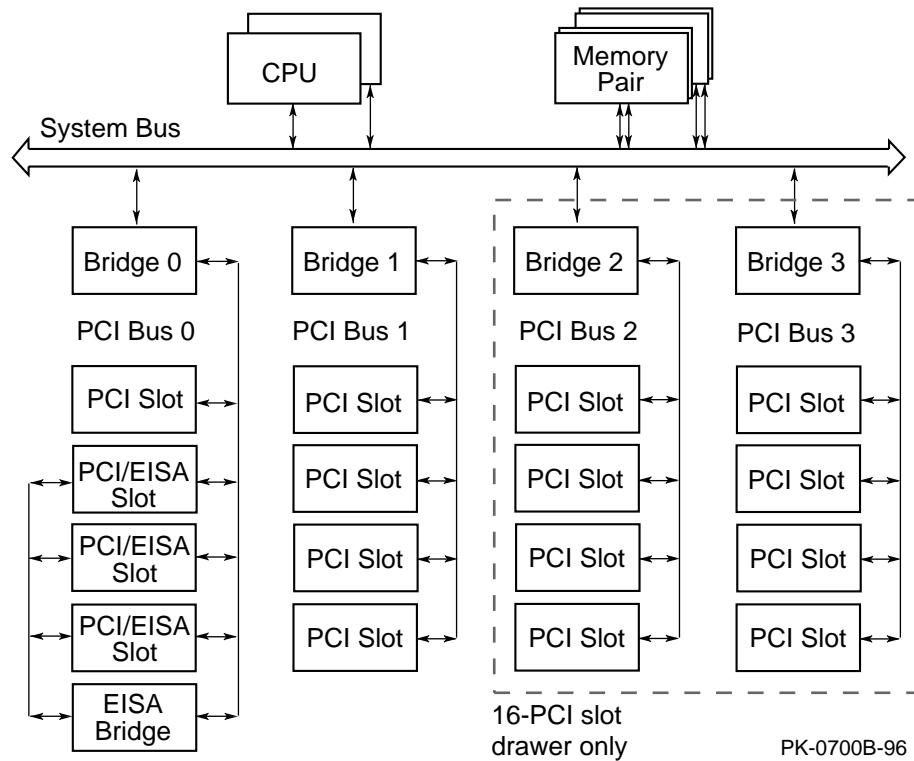 CPU
Memory
Pair
System Bus
Bridge 0
Bridge 1
Bridge 2
Bridge 3
PCI Bus 0
PCI Bus 1
PCI Bus 2
PCI Bus 3
PCI Slot
PCI Slot
PCI Slot
PCI Slot
PCI/EISA
Slot
PCI Slot
PCI Slot
PCI Slot
PCI/EISA
Slot
PCI Slot
PCI Slot
PCI Slot
PCI/EISA
Slot
PCI Slot
PCI Slot
PCI Slot
EISA
Bridge
16-PCI slot
drawer only
PK-0700B-96